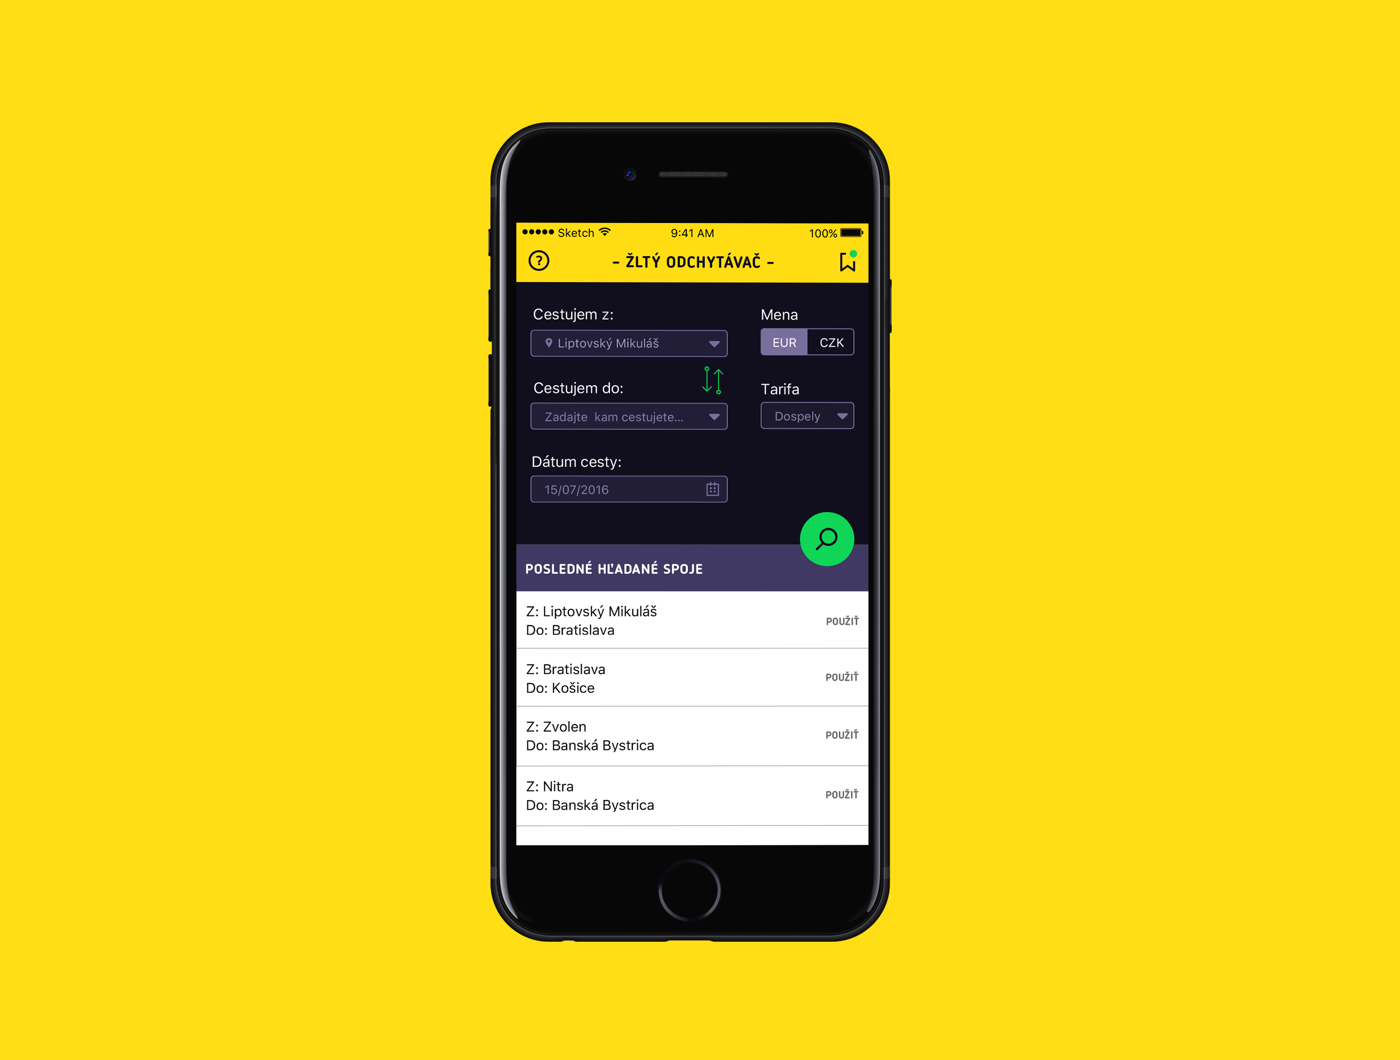 Sketch 9:41 AM 100%
? - ŽLTÝ ODCHYTÁVAČ -
Cestujem z:
Liptovský Mikuláš
Mena
EUR CZK
Cestujem do:
Zadajte kam cestujete...
Tarifa
Dospely
Dátum cesty:
15/07/2016
POSLEDNÉ HĽADANÉ SPOJE
Z: Liptovský Mikuláš
Do: Bratislava
POUŽIŤ
Z: Bratislava
Do: Košice
POUŽIŤ
Z: Zvolen
Do: Banská Bystrica
POUŽIŤ
Z: Nitra
Do: Banská Bystrica
POUŽIŤ